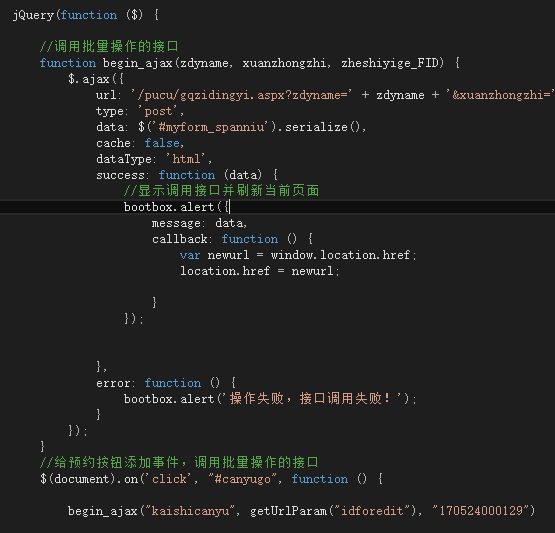 jQuery(function ($) {
//调用批量操作的接口
function begin_ajax(zdyname, xuanzhongzhi, zheshiyige_FID) {
$.ajax({
url: '/pucu/gqzidingyi.aspx?zdyname=' + zdyname + '&xuanzhongzhi='
type: 'post',
data: $('#myform_spanniu').serialize(),
cache: false,
dataType: 'html',
success: function (data) {
//显示调用接口并刷新当前页面
bootbox.alert({
message: data,
callback: function () {
var newurl = window.location.href;
location.href = newurl;
}
});
},
error: function () {
bootbox.alert('操作失败，接口调用失败！');
}
});
}
//给预约按钮添加事件，调用批量操作的接口
$(document).on('click', "#canyugo", function () {
begin_ajax("kaishicanyu", getUrlParam("idforedit"), "170524000129")